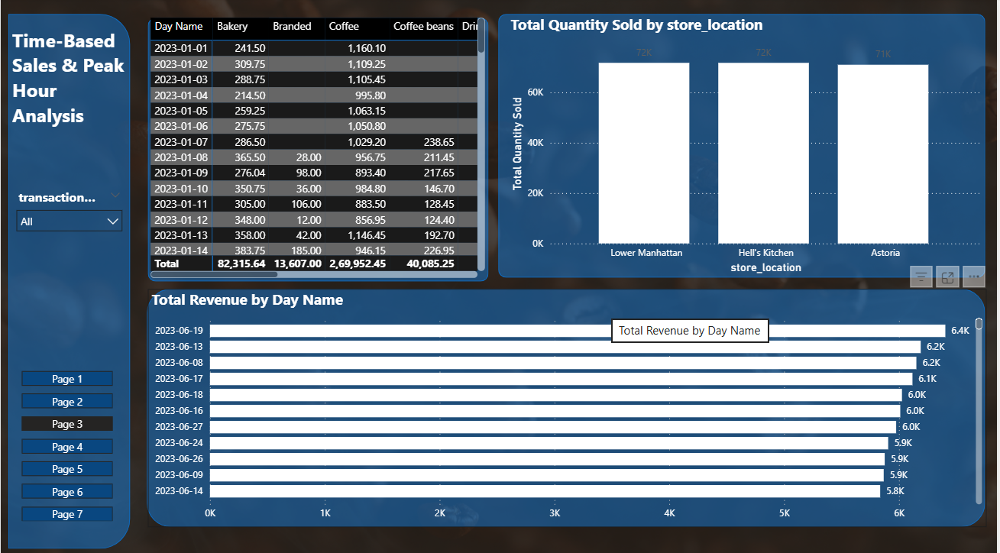 Time-Based
Sales & Peak
Hour
Analysis
transaction...
All
Page 1
Page 2
Page 3
Page 4
Page 5
Page 6
Page 7
Day Name Bakery Branded Coffee Coffee beans Drin
2023-01-01 241.50 1,160.10
2023-01-02 309.75 1,109.25
2023-01-03 288.75 1,105.45
2023-01-04 214.50 995.80
2023-01-05 259.25 1,063.15
2023-01-06 275.75 1,050.80
2023-01-07 286.50 1,029.20 238.65
2023-01-08 365.50 28.00 956.75 211.45
2023-01-09 276.04 98.00 893.40 217.65
2023-01-10 350.75 36.00 984.80 146.70
2023-01-11 305.00 106.00 883.50 128.45
2023-01-12 348.00 12.00 856.95 124.40
2023-01-13 358.00 42.00 1,146.45 192.70
2023-01-14 383.75 185.00 946.15 226.95
Total 82,315.64 13,607.00 2,69,952.45 40,085.25
Total Quantity Sold by store_location
72K 72K 71K
Total Quantity Sold
60K
40K
20K
0K
Lower Manhattan Hell's Kitchen Astoria
store_location
Total Revenue by Day Name
Total Revenue by Day Name
2023-06-19 6.4K
2023-06-13 6.2K
2023-06-08 6.2K
2023-06-17 6.1K
2023-06-18 6.0K
2023-06-16 6.0K
2023-06-27 6.0K
2023-06-24 5.9K
2023-06-26 5.9K
2023-06-09 5.9K
2023-06-14 5.8K
0K 1K 2K 3K 4K 5K 6K